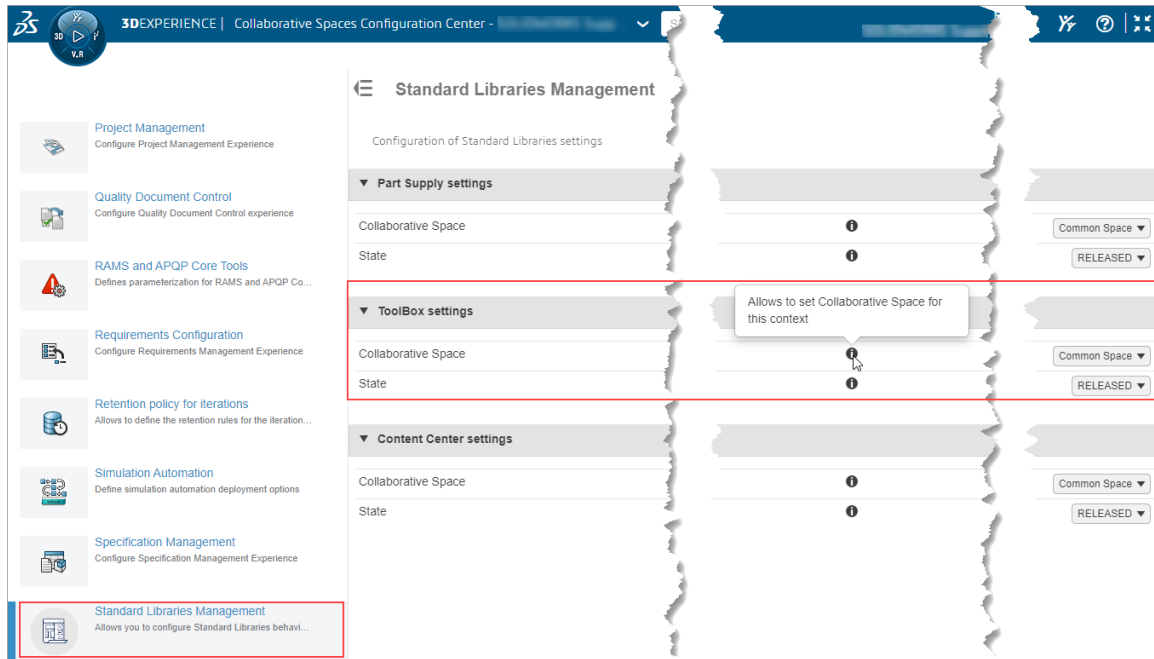 3DEXPERIENCE | Collaborative Spaces Configuration Center -
3D
V.R
Standard Libraries Management
Configuration of Standard Libraries settings
Project Management
Configure Project Management Experience
Quality Document Control
Configure Quality Document Control experience
RAMS and APQP Core Tools
Defines parameterization for RAMS and APQP Co...
Requirements Configuration
Configure Requirements Management Experience
Retention policy for iterations
Allows to define the retention rules for the iteration...
Simulation Automation
Define simulation automation deployment options
Specification Management
Configure Specification Management Experience
Standard Libraries Management
Allows you to configure Standard Libraries behavi...
Part Supply settings
Collaborative Space
Common Space
State
RELEASED
ToolBox settings
Allows to set Collaborative Space for
this context
Collaborative Space
Common Space
State
RELEASED
Content Center settings
Collaborative Space
Common Space
State
RELEASED